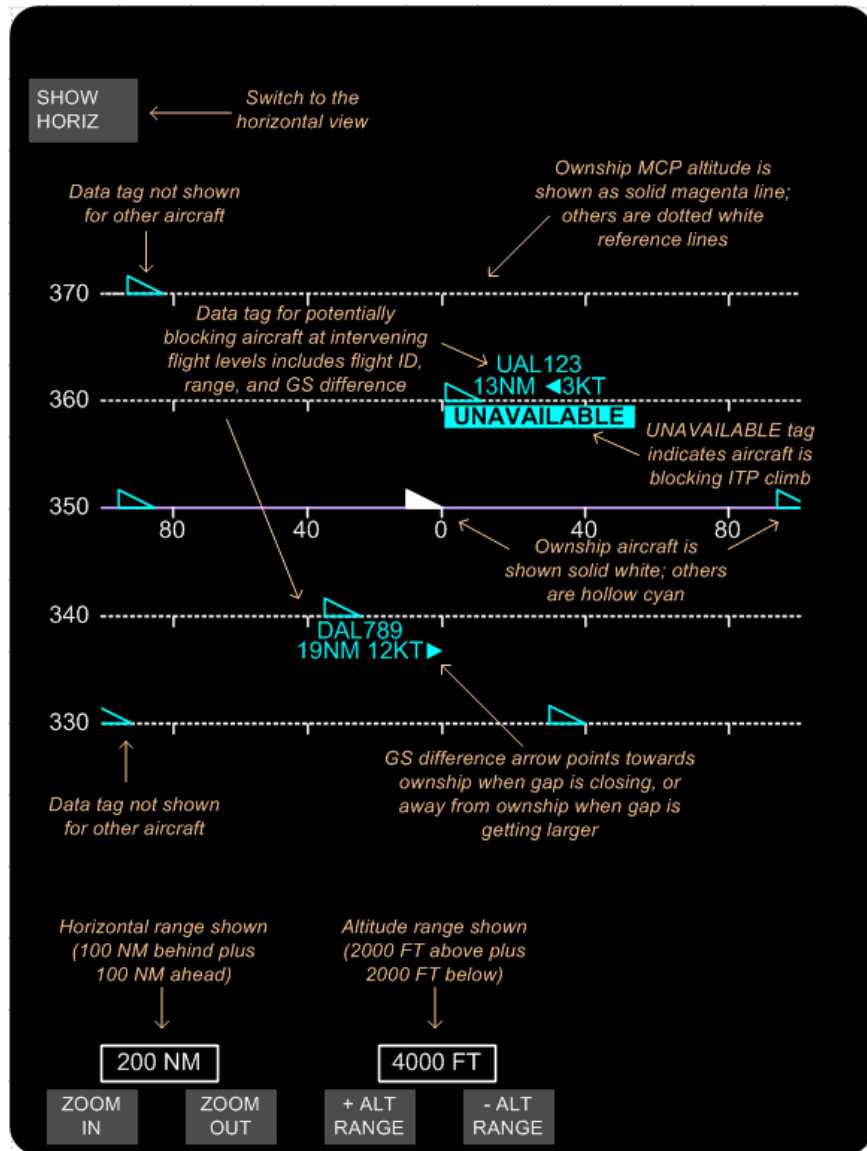 SHOW
HORIZ
Switch to the
horizontal view
Data tag not shown
for other aircraft
Ownship MCP altitude is
shown as solid magenta line;
others are dotted white
reference lines
370
Data tag for potentially
blocking aircraft at intervening
flight levels includes flight ID,
range, and GS difference
UAL123
13NM ◄3KT
360
UNAVAILABLE
UNAVAILABLE tag
indicates aircraft is
blocking ITP climb
350
80 40 0 40 80
Ownship aircraft is
shown solid white; others
are hollow cyan
340
DAL789
19NM 12KT►
330
GS difference arrow points towards
ownship when gap is closing, or
away from ownship when gap is
getting larger
Data tag not shown
for other aircraft
Horizontal range shown
(100 NM behind plus
100 NM ahead)
Altitude range shown
(2000 FT above plus
2000 FT below)
200 NM
4000 FT
ZOOM
IN
ZOOM
OUT
+ ALT
RANGE
- ALT
RANGE